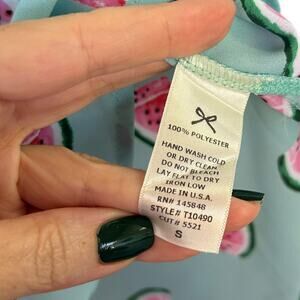 100% POLYESTER
HAND WASH COLD
OR DRY CLEAN
DO NOT BLEACH
LAY FLAT TO DRY
IRON LOW
MADE IN U.S.A.
RN# 145848
STYLE# T10490
CUT# 5521
S